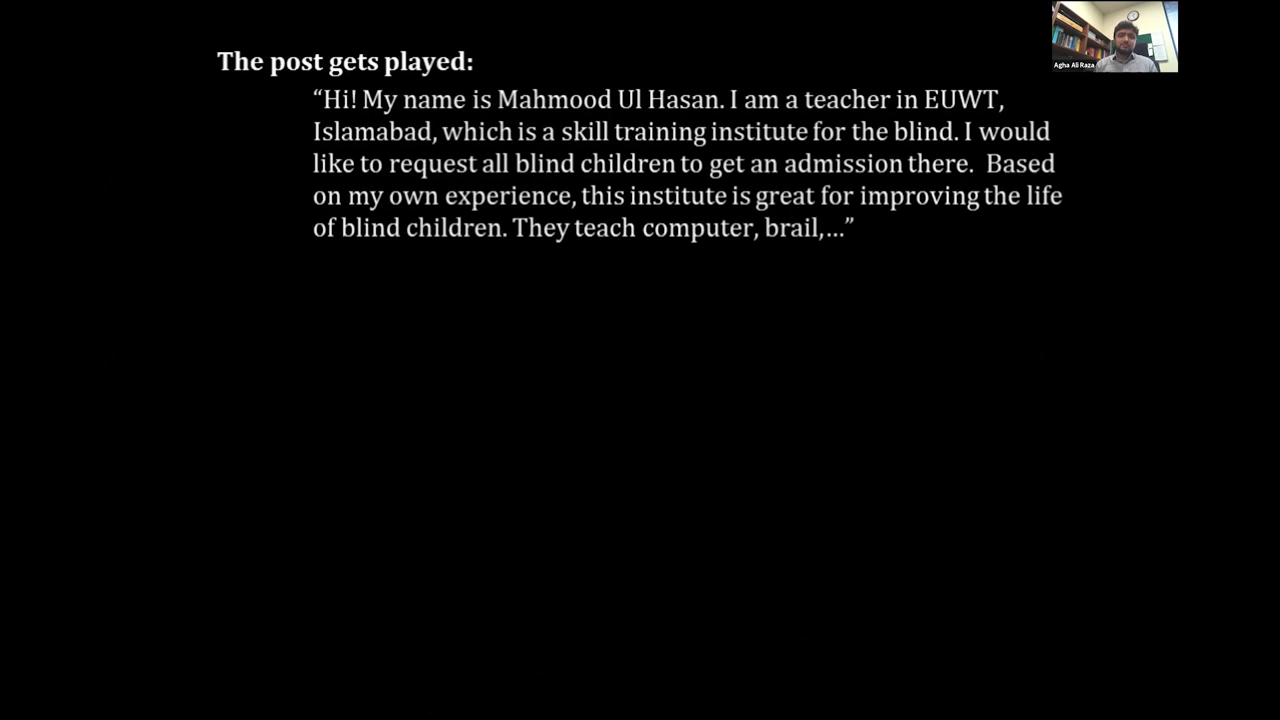 The post gets played:
“Hi! My name is Mahmood Ul Hasan. I am a teacher in EUWT,
Islamabad, which is a skill training institute for the blind. I would
like to request all blind children to get an admission there.  Based
on my own experience, this institute is great for improving the life
of blind children. They teach computer, brail,…”
Agha Ali Raza